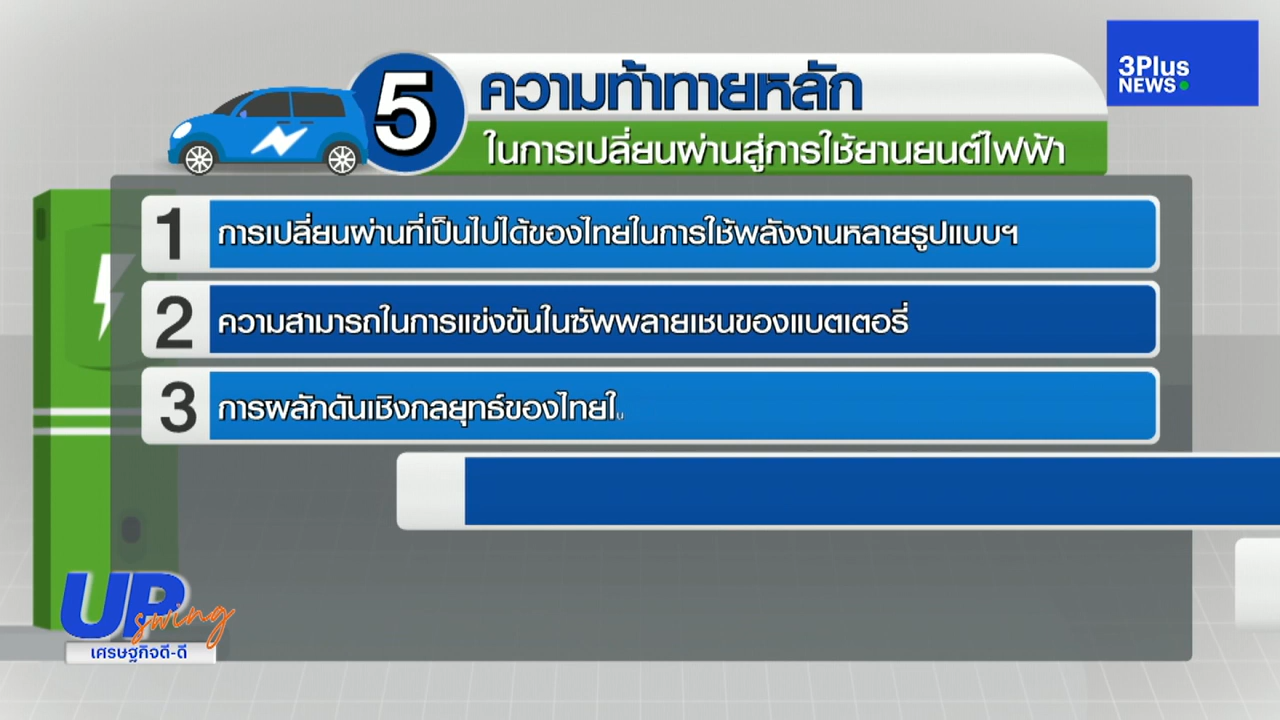 3Plus
NEWS
5 ความท้าทายหลัก
ในการเปลี่ยนผ่านสู่การใช้ยานยนต์ไฟฟ้า
1 การเปลี่ยนผ่านที่เป็นไปได้ของไทยในการใช้พลังงานหลายรูปแบบฯ
2 ความสามารถในการแข่งขันในซัพพลายเชนของแบตเตอรี่
3 การผลักดันเชิงกลยุทธ์ของไทยใน
UP
swing
เศรษฐกิจดี-ดี